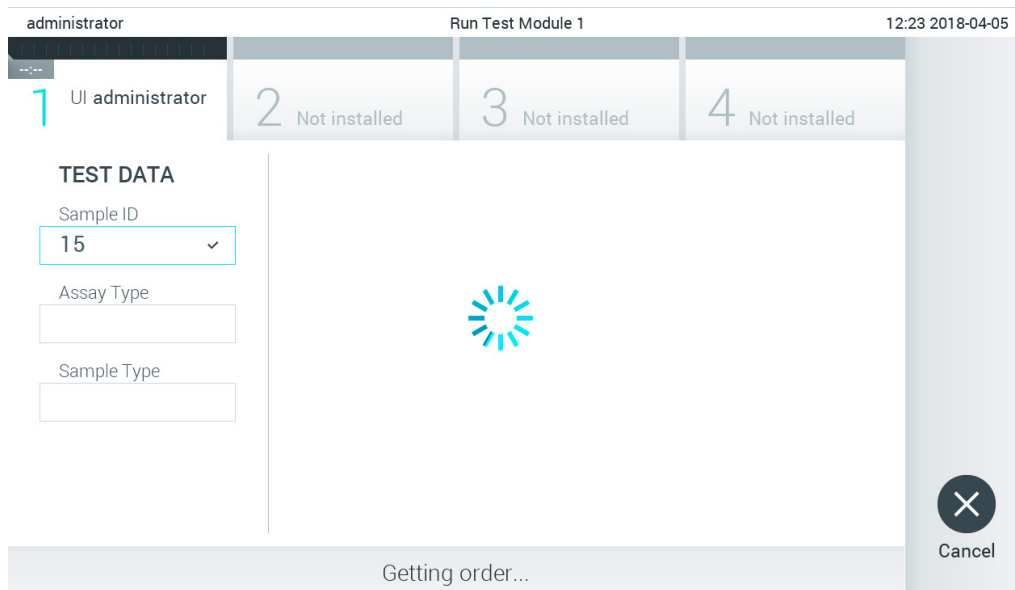 administrator Run Test Module 1 12:23 2018-04-05
--:--
1 UI administrator 2 Not installed 3 Not installed 4 Not installed
TEST DATA
Sample ID
15
Assay Type
Sample Type
Cancel
Getting order...